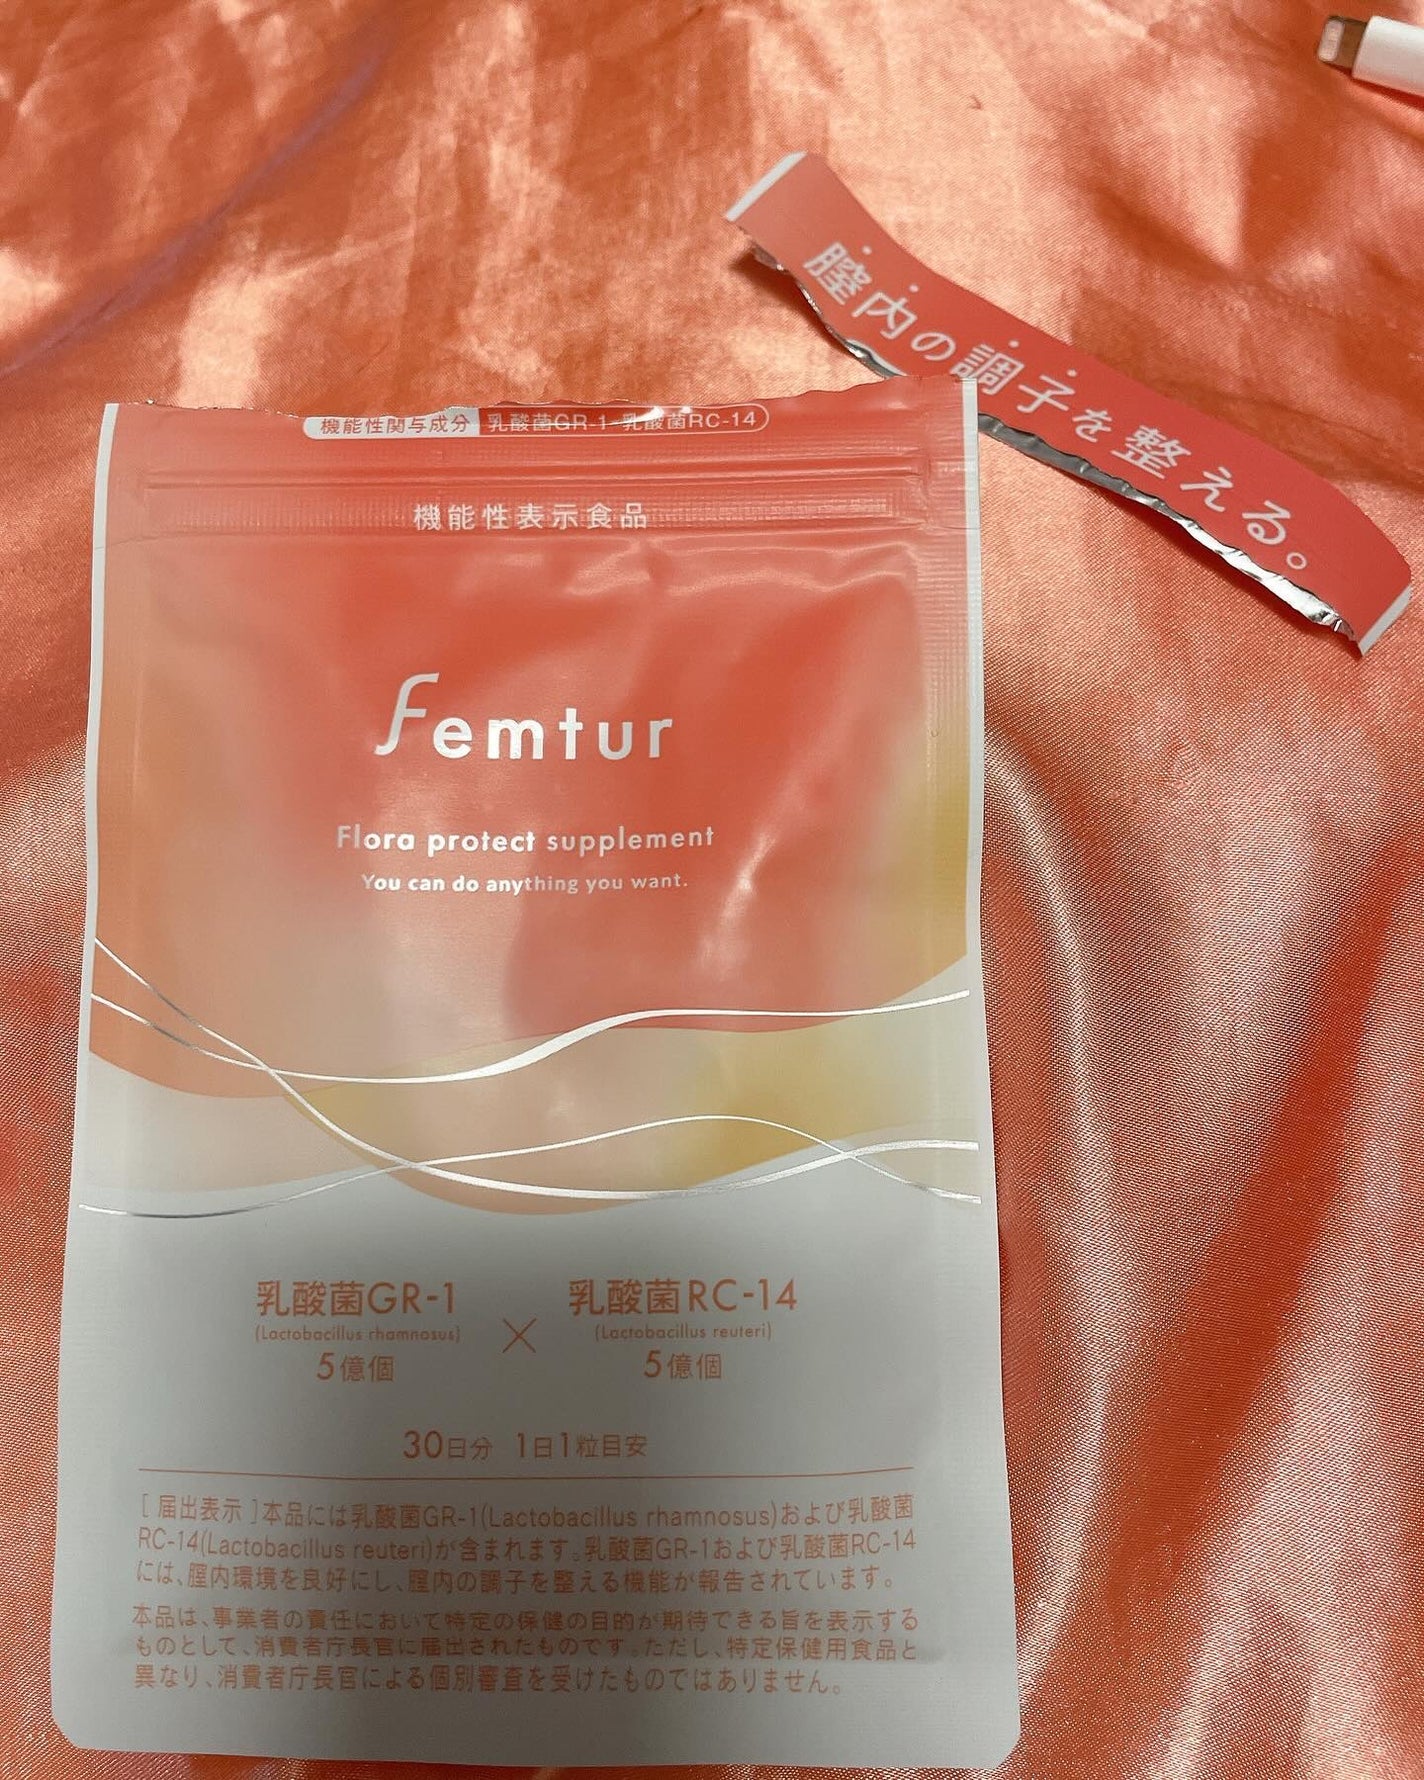 膣内の調子を整える。
機能性関与成分 乳酸菌GR-1 乳酸菌RC-14
機能性表示食品
Femtur
Flora protect supplement
You can do anything you want.
乳酸菌GR-1 × 乳酸菌RC-14
(Lactobacillus rhamnosus) (Lactobacillus reuteri)
5億個 5億個
30日分 1日1粒目安
[届出表示]本品には乳酸菌GR-1(Lactobacillus rhamnosus)および乳酸菌
RC-14(Lactobacillus reuteri)が含まれます。乳酸菌GR-1および乳酸菌RC-14
には、膣内環境を良好にし、膣内の調子を整える機能が報告されています。
本品は、事業者の責任において特定の保健の目的が期待できる旨を表示する
ものとして、消費者庁長官に届出されたものです。ただし、特定保健用食品と
異なり、消費者庁長官による個別審査を受けたものではありません。